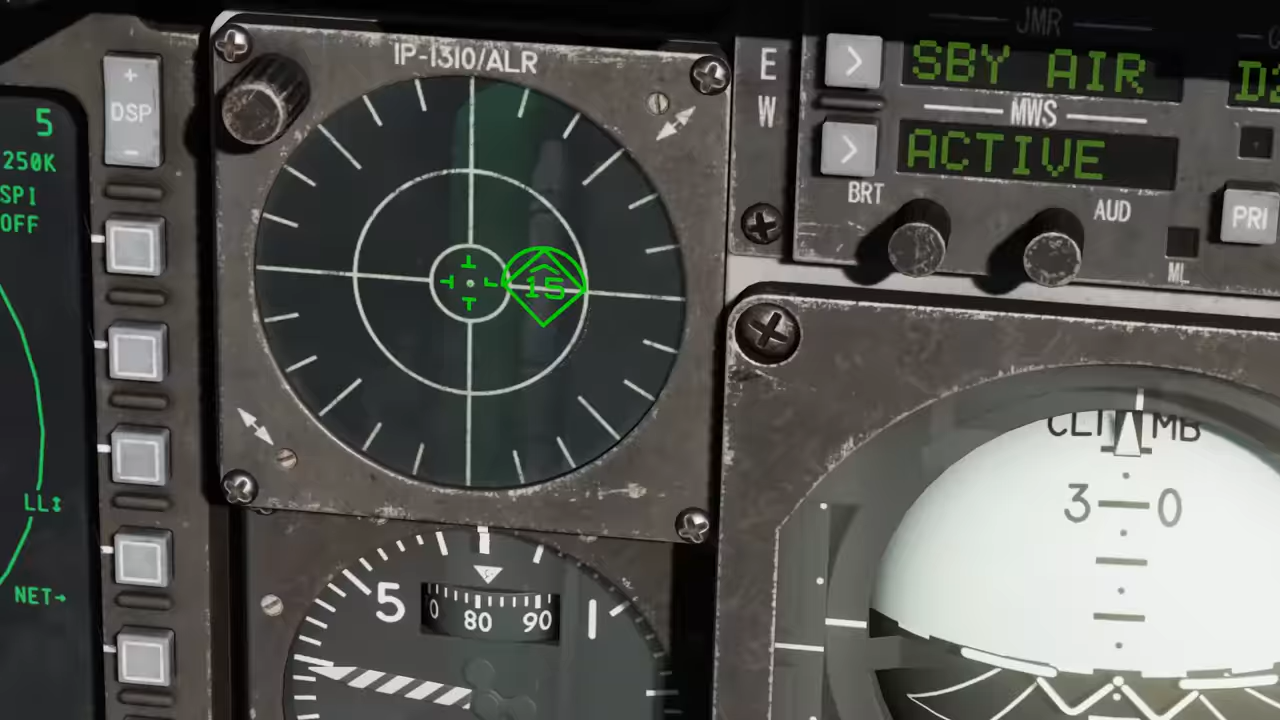 5
250K
SPI
OFF
LL↕
NET→
+
DSP
-
IP-1310/ALR
15
5
0 80 90
1
E
W
JMR
SBY AIR
MWS
ACTIVE
BRT
AUD
PRI
ML
CLIMB
3 0